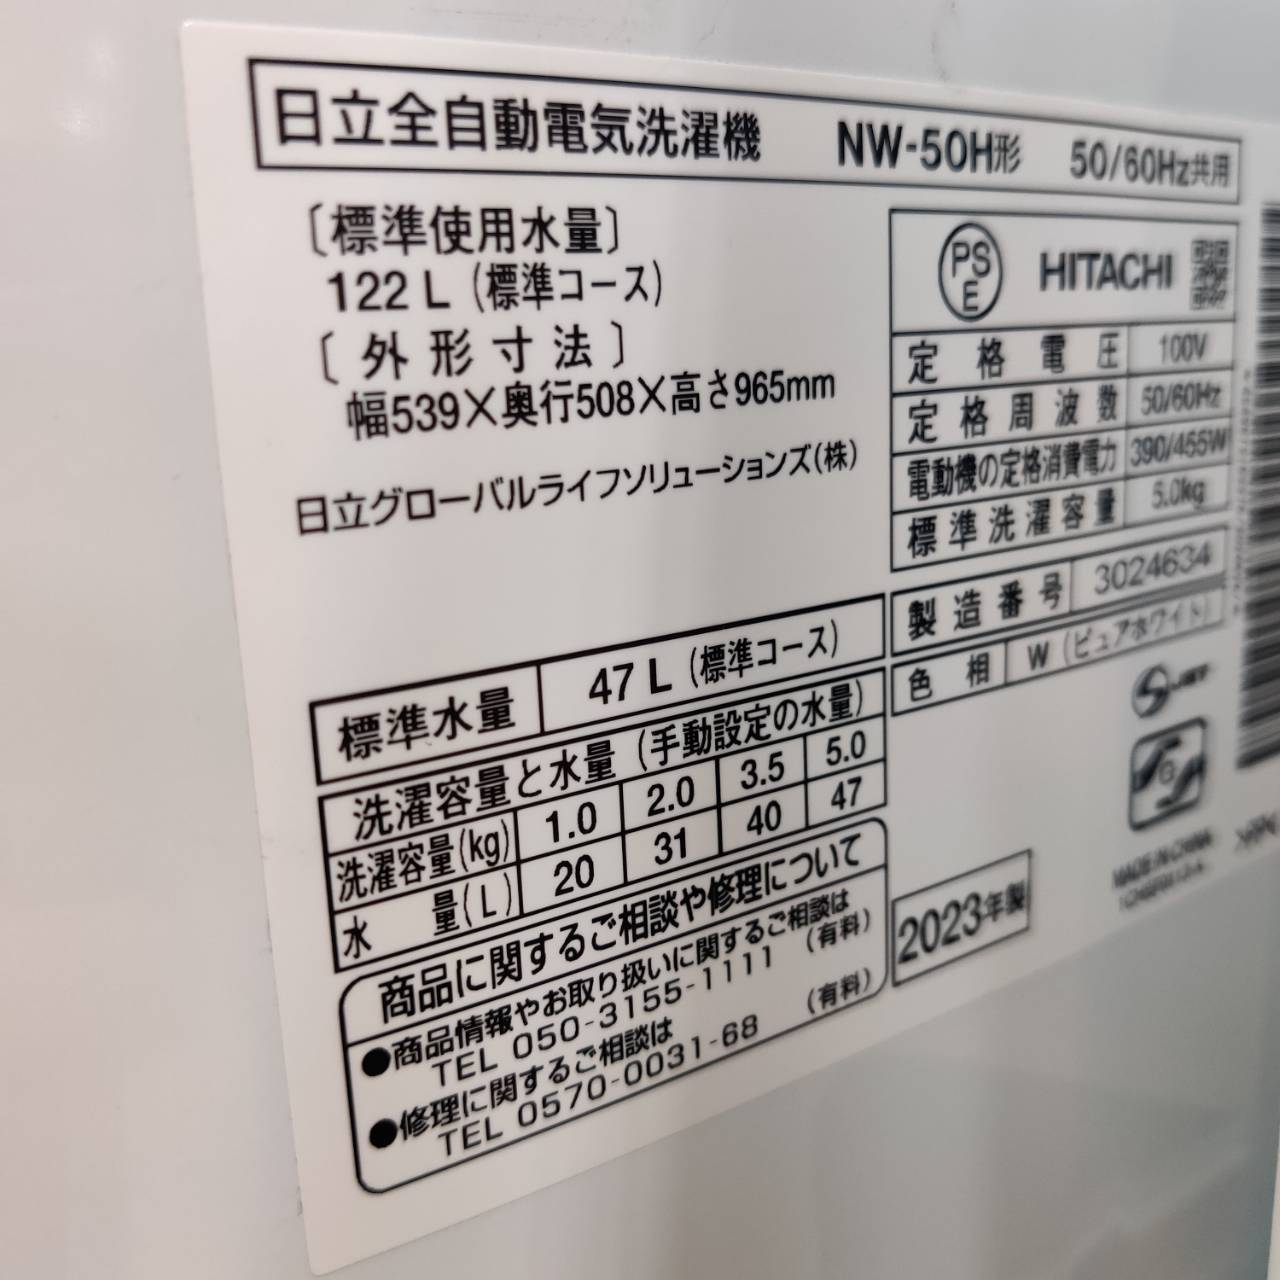 日立全自動電気洗濯機 NW-50H形 50/60Hz共用
〔標準使用水量〕
122 L (標準コース)
〔外形寸法〕
幅539×奥行508×高さ965mm
日立グローバルライフソリューションズ(株)
PS
E
HITACHI
定格電圧 100V
定格周波数 50/60Hz
電動機の定格消費電力 390/455W
標準洗濯容量 5.0kg
製造番号 3024634
色相 W (ピュアホワイト)
標準水量 47 L (標準コース)
洗濯容量と水量 (手動設定の水量)
洗濯容量(kg) 1.0 2.0 3.5 5.0
水量(L) 20 31 40 47
商品に関するご相談や修理について
●商品情報やお取り扱いに関するご相談は
TEL 050-3155-1111 (有料)
●修理に関するご相談は
TEL 0570-0031-68 (有料)
2023年製
MADE IN CHINA